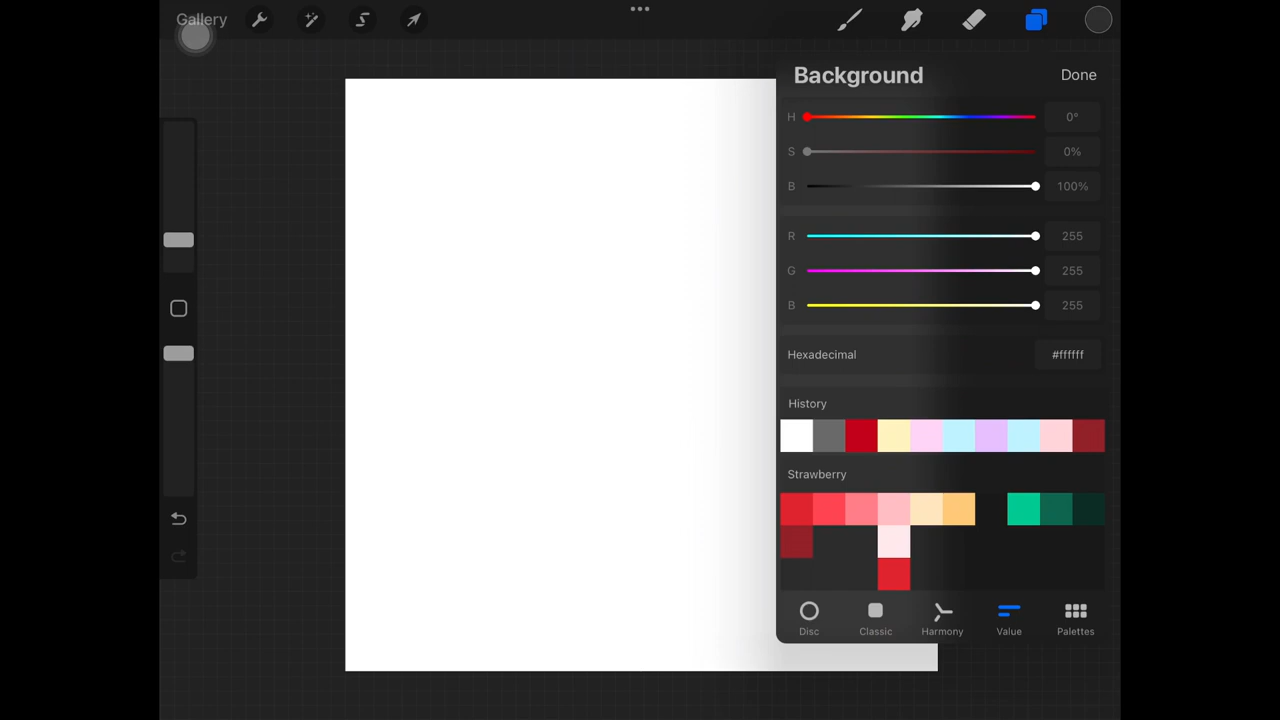 Gallery
Background Done
H 0°
S 0%
B 100%
R 255
G 255
B 255
Hexadecimal #ffffff
History
Strawberry
Disc Classic Harmony Value Palettes